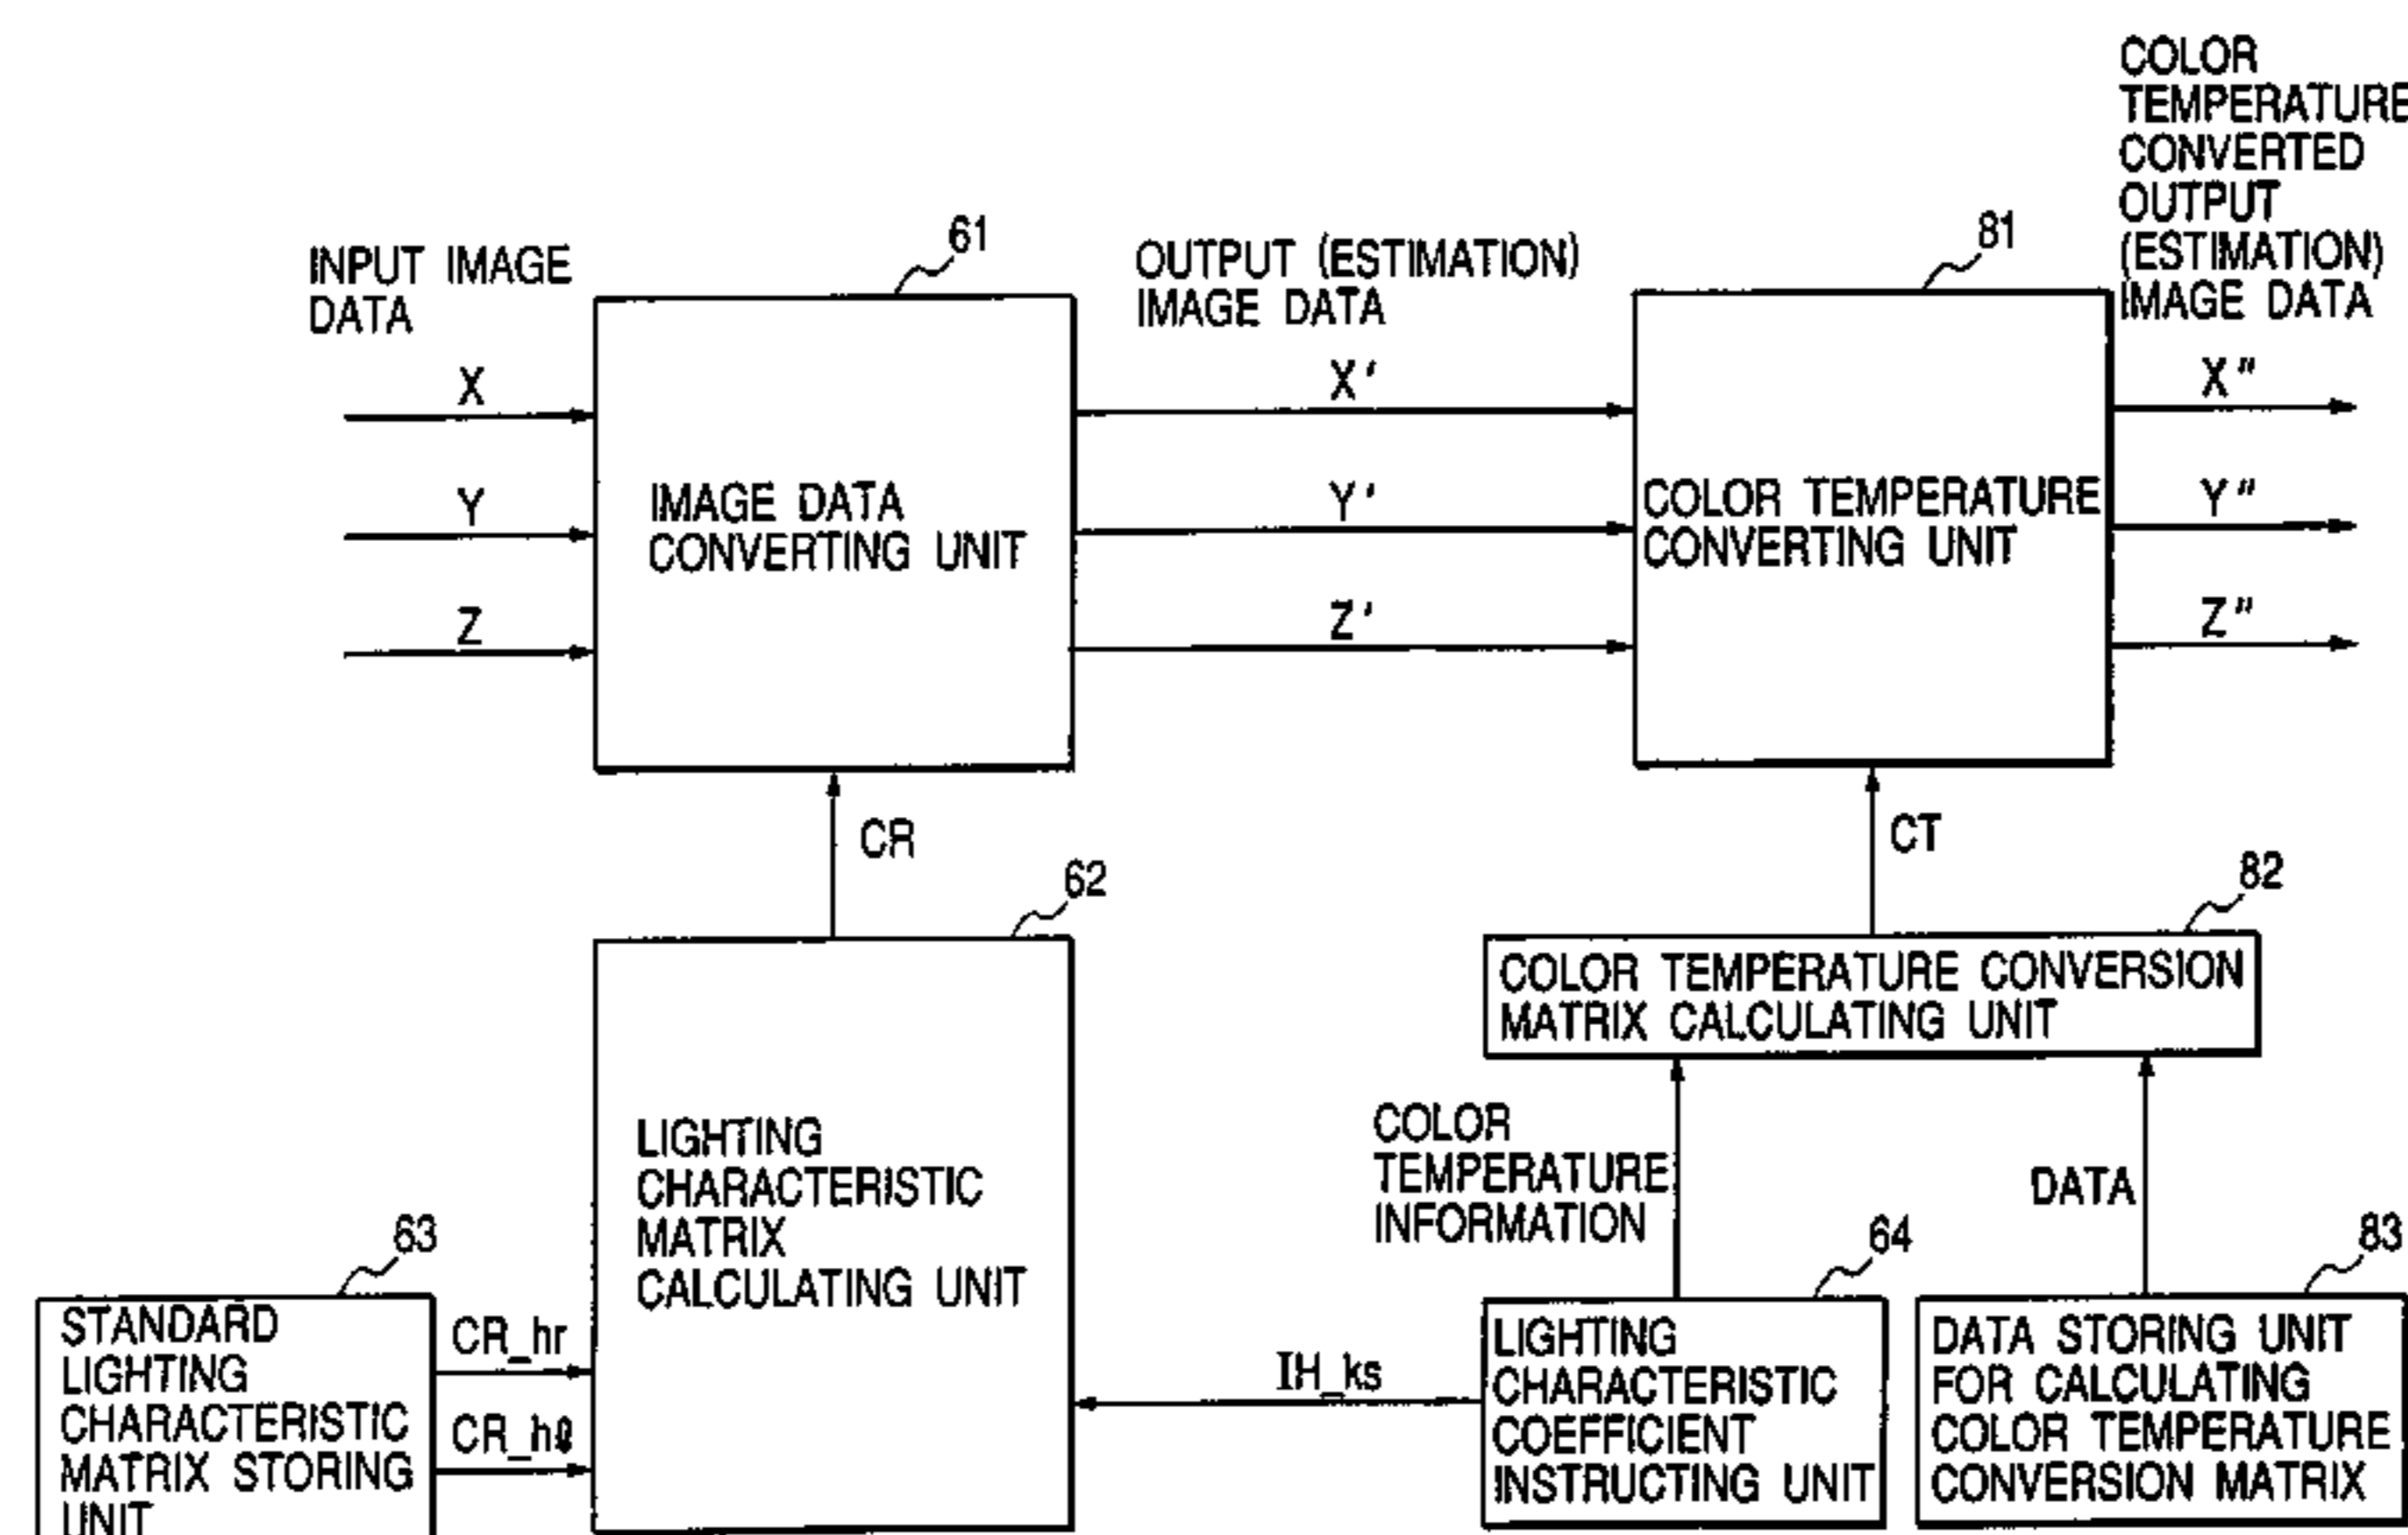 COLOR
TEMPERATURE
CONVERTED
OUTPUT
(ESTIMATION)
IMAGE DATA
61
81
INPUT IMAGE
DATA
OUTPUT (ESTIMATION)
IMAGE DATA
X
X'
X"
Y
Y'
Y"
Z
Z'
Z"
IMAGE DATA
CONVERTING UNIT
COLOR TEMPERATURE
CONVERTING UNIT
CR
CT
62
82
COLOR TEMPERATURE CONVERSION
MATRIX CALCULATING UNIT
LIGHTING
CHARACTERISTIC
MATRIX
CALCULATING UNIT
COLOR
TEMPERATURE
INFORMATION
DATA
63
64
83
STANDARD
LIGHTING
CHARACTERISTIC
MATRIX STORING
UNIT
CR_hr
CR_hℓ
IH_ks
LIGHTING
CHARACTERISTIC
COEFFICIENT
INSTRUCTING UNIT
DATA STORING UNIT
FOR CALCULATING
COLOR TEMPERATURE
CONVERSION MATRIX